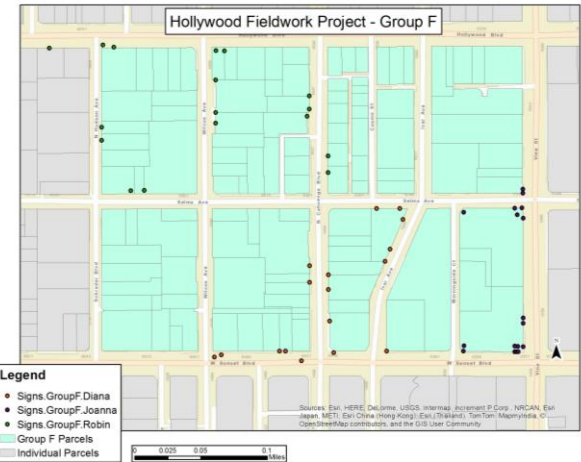 Hollywood Fieldwork Project - Group F
Hollywood Blvd
Hollywood Blvd
N Hudson Ave
Wilcox Ave
N Cahuenga Blvd
Cosmo St
Ivar Ave
Vine St
Selma Ave
Selma Ave
Schrader Blvd
Wilcox Ave
Ivar Ave
Morningside Ct
Vine St
W Sunset Blvd
W Sunset Blvd
N
Legend
Signs.GroupF.Diana
Signs.GroupF.Joanna
Signs.GroupF.Robin
Group F Parcels
Individual Parcels
Sources: Esri, HERE, DeLorme, USGS, Intermap, increment P Corp., NRCAN, Esri
Japan, METI, Esri China (Hong Kong), Esri (Thailand), TomTom, MapmyIndia, ©
OpenStreetMap contributors, and the GIS User Community
0 0.025 0.05 0.1
Miles